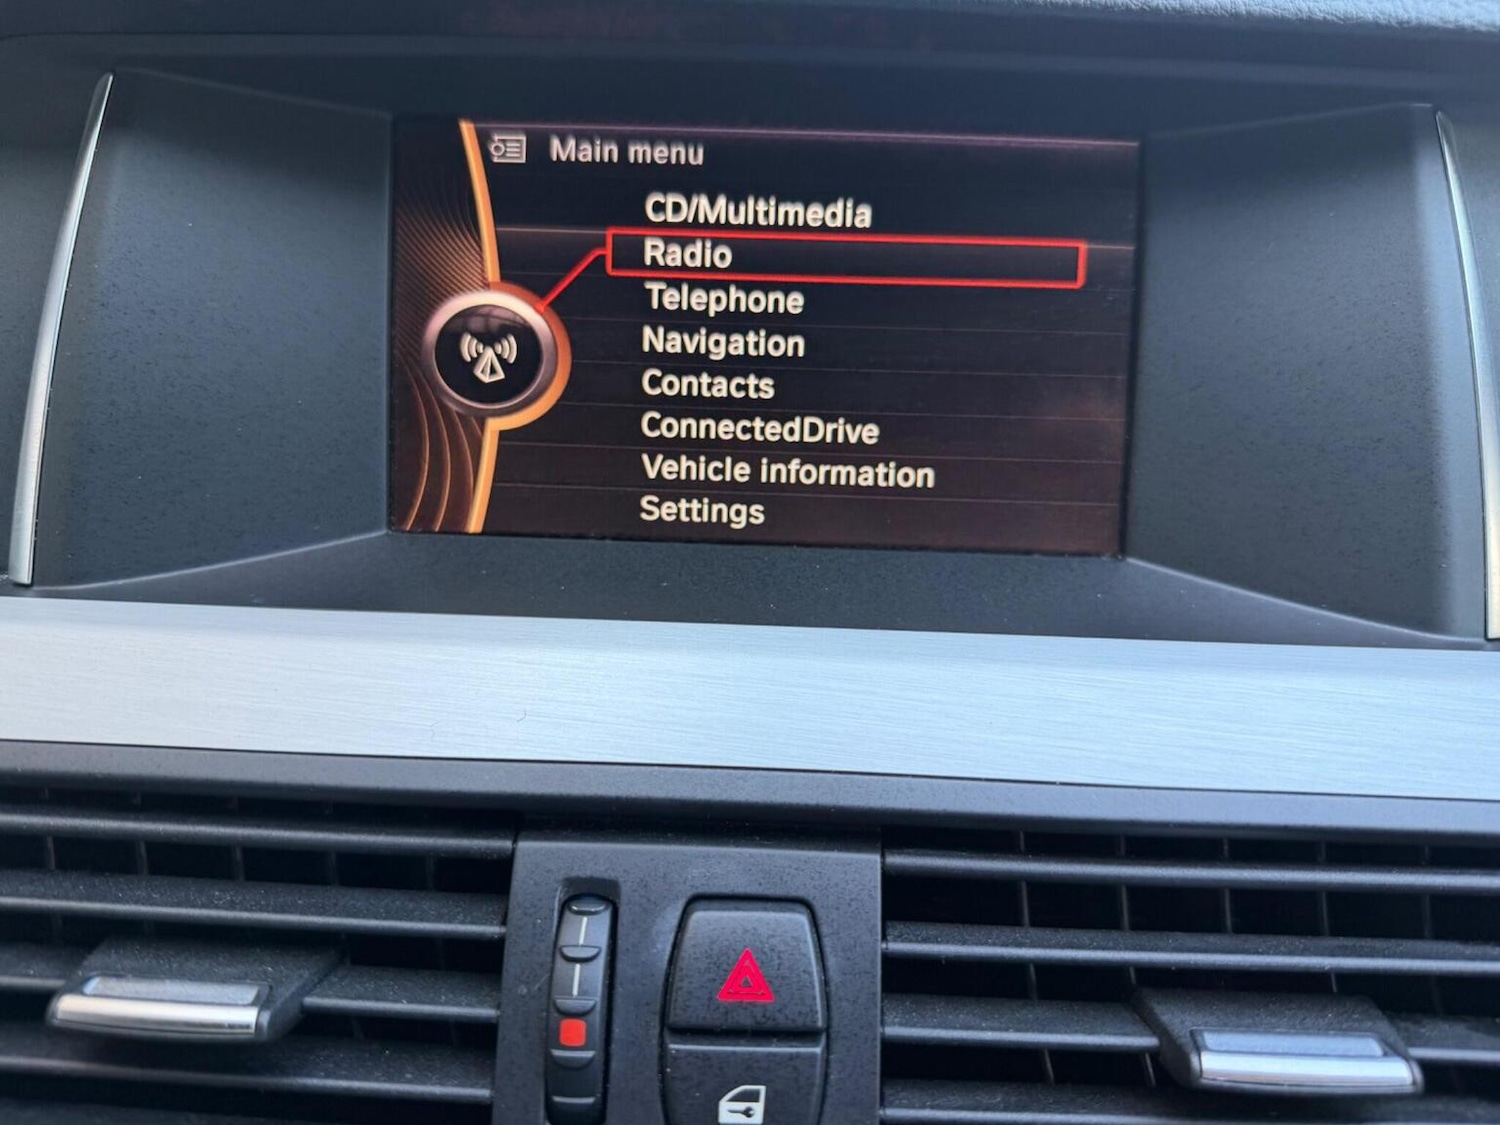 Main menu
CD/Multimedia
Radio
Telephone
Navigation
Contacts
ConnectedDrive
Vehicle information
Settings